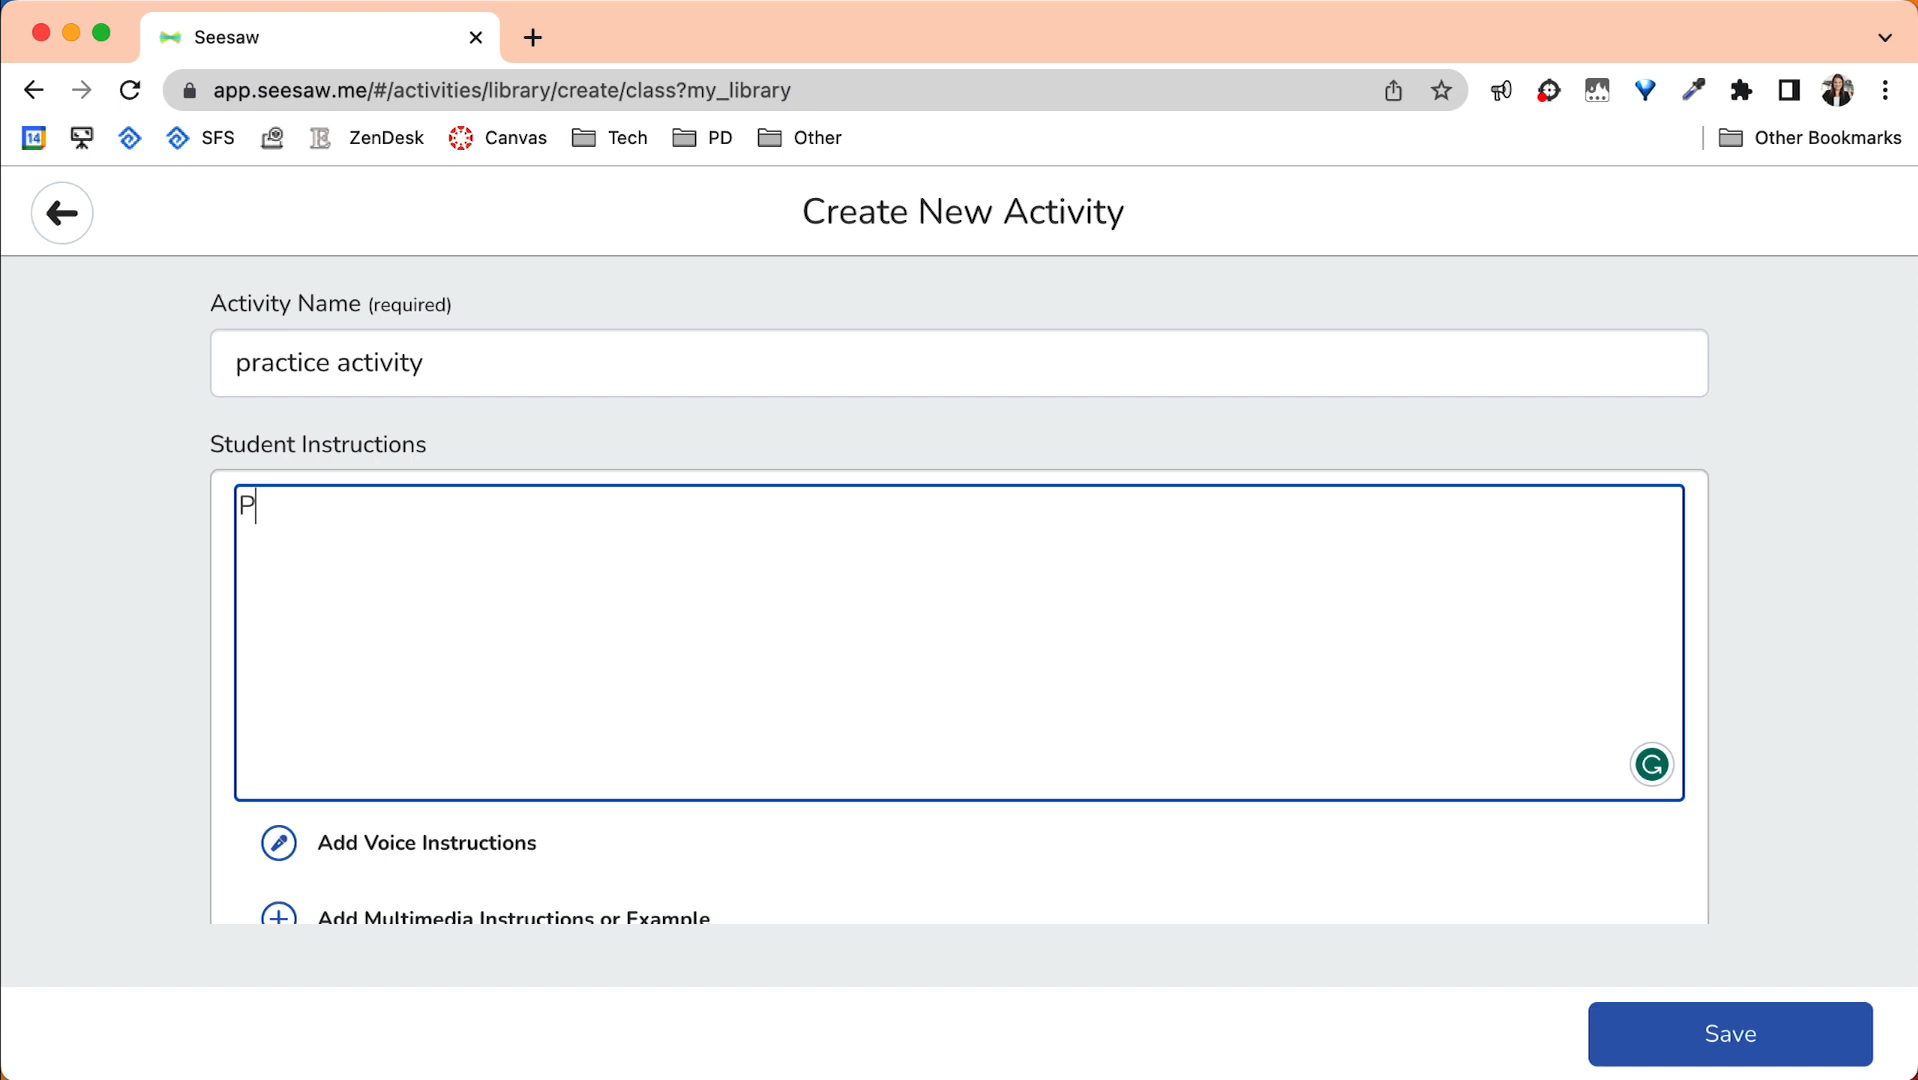 Seesaw
app.seesaw.me/#/activities/library/create/class?my_library
14 SFS ZenDesk Canvas Tech PD Other Other Bookmarks
Create New Activity
Activity Name (required)
practice activity
Student Instructions
P
Add Voice Instructions
Add Multimedia Instructions or Example
Save